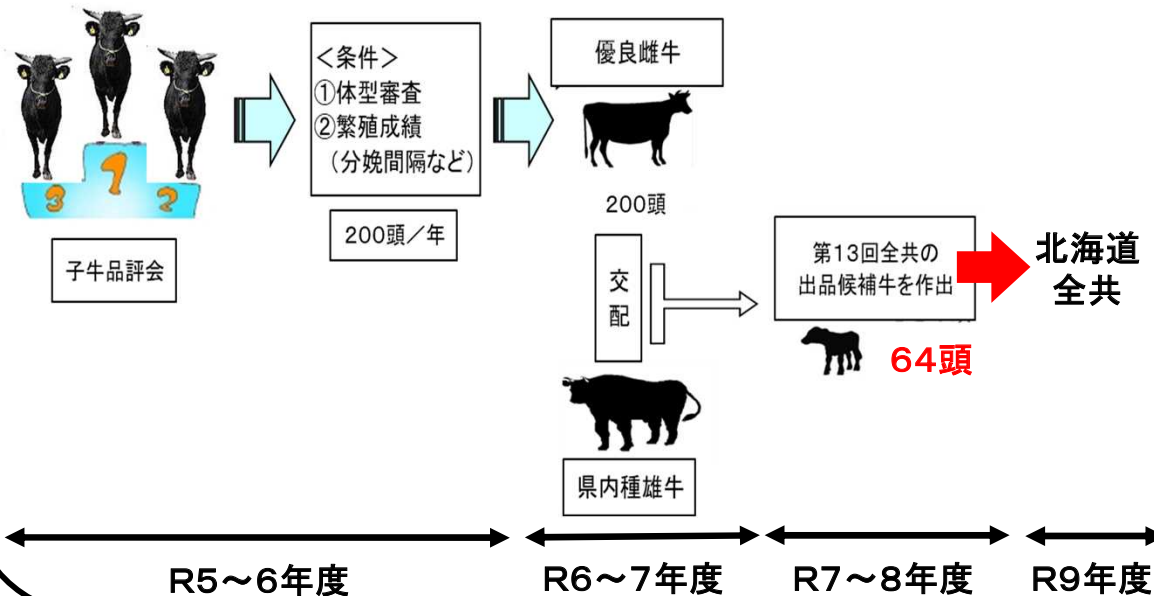 3
1
2
子牛品評会
＜条件＞
①体型審査
②繁殖成績
（分娩間隔など）
200頭／年
優良雌牛
200頭
交
配
県内種雄牛
第13回全共の
出品候補牛を作出
64頭
北海道
全共
R5～6年度
R6～7年度
R7～8年度
R9年度